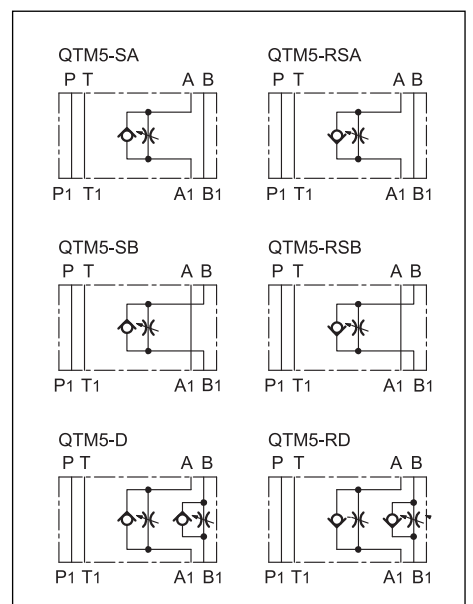 QTM5-SA
P T A B
P1 T1 A1 B1
QTM5-RSA
P T A B
P1 T1 A1 B1
QTM5-SB
P T A B
P1 T1 A1 B1
QTM5-RSB
P T A B
P1 T1 A1 B1
QTM5-D
P T A B
P1 T1 A1 B1
QTM5-RD
P T A B
P1 T1 A1 B1